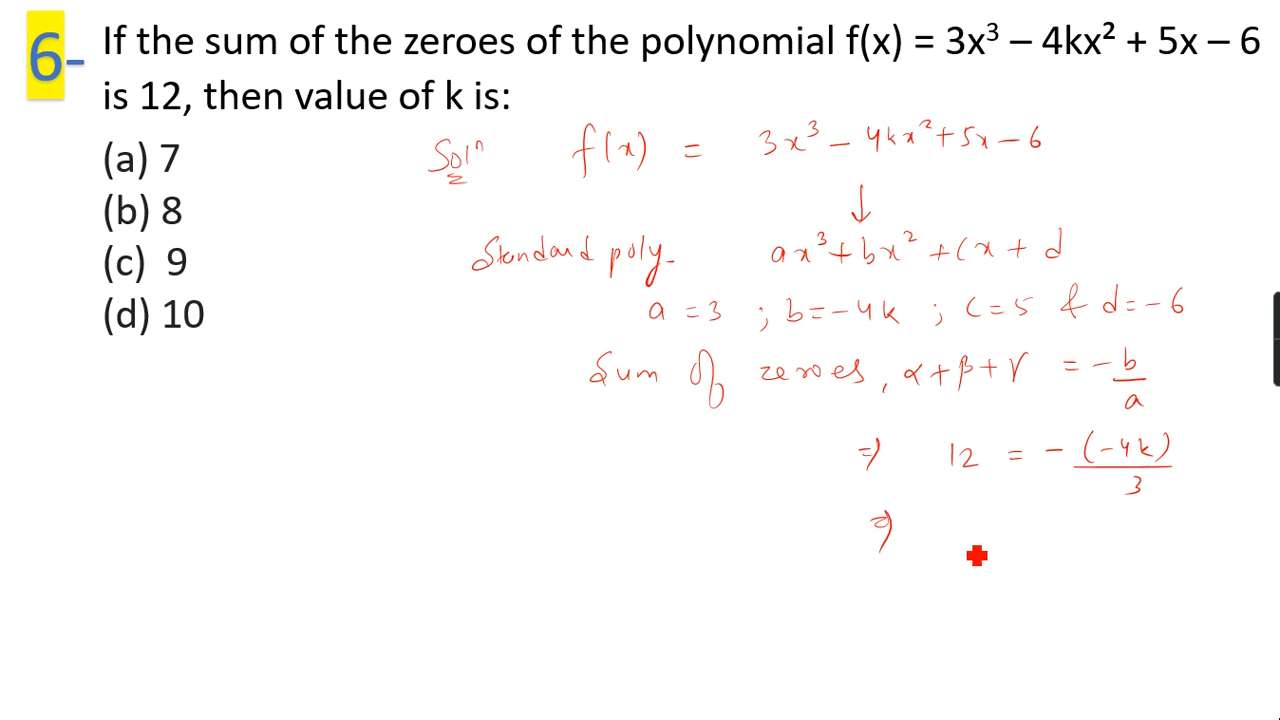 6- If the sum of the zeroes of the polynomial f(x) = 3x³ – 4kx² + 5x – 6
is 12, then value of k is:
(a) 7
(b) 8
(c) 9
(d) 10
Solⁿ f(x) = 3x³ – 4kx² + 5x – 6
↓
Standard poly. ax³ + bx² + cx + d
a = 3 ; b = -4k ; c = 5 & d = -6
Sum of zeroes, α + β + γ = - b/a
⇒ 12 = - (-4k)/3
⇒